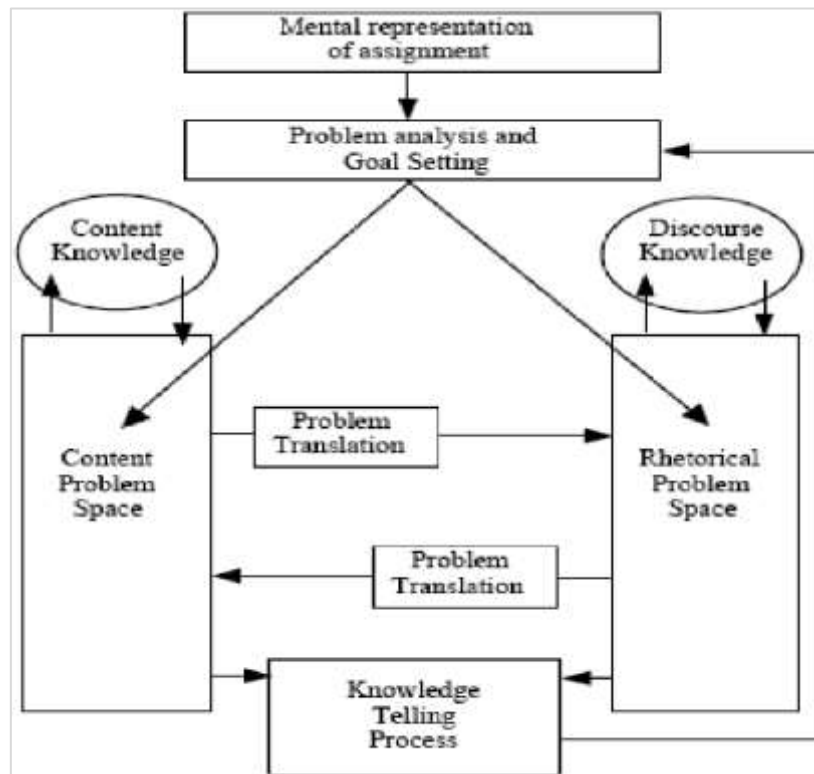 Mental representation
of assignment
Problem analysis and
Goal Setting
Content
Knowledge
Discourse
Knowledge
Problem
Translation
Content
Problem
Space
Rhetorical
Problem
Space
Problem
Translation
Knowledge
Telling
Process